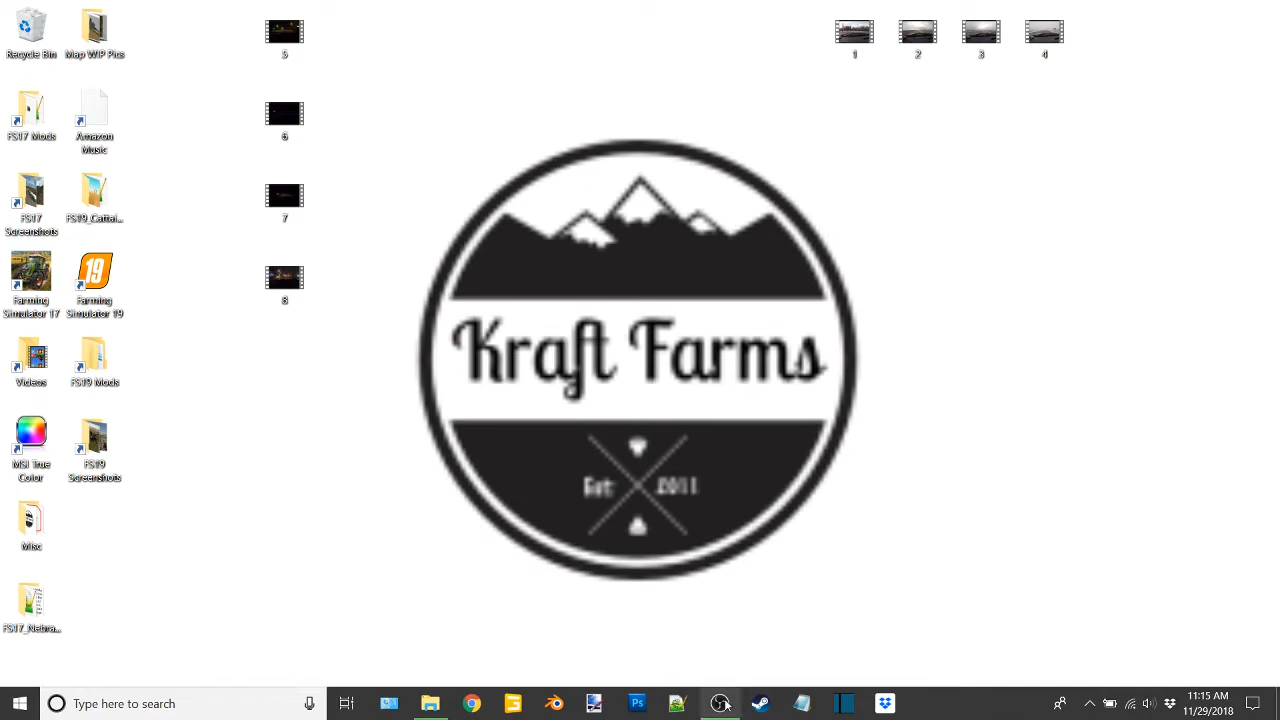 Recycle Bin
Map WIP Pics
5
1
2
3
4
FS17 Mods
Amazon
Music
6
FS17
Screenshots
FS19_Cattai...
7
Farming
Simulator 17
Farming
Simulator 19
19
8
Videos
FS19 Mods
Kraft Farms
MSI True
Color
FS19
Screenshots
Est 2011
Misc
FS17_Nebra...
Type here to search
Ps
11:15 AM
11/29/2018